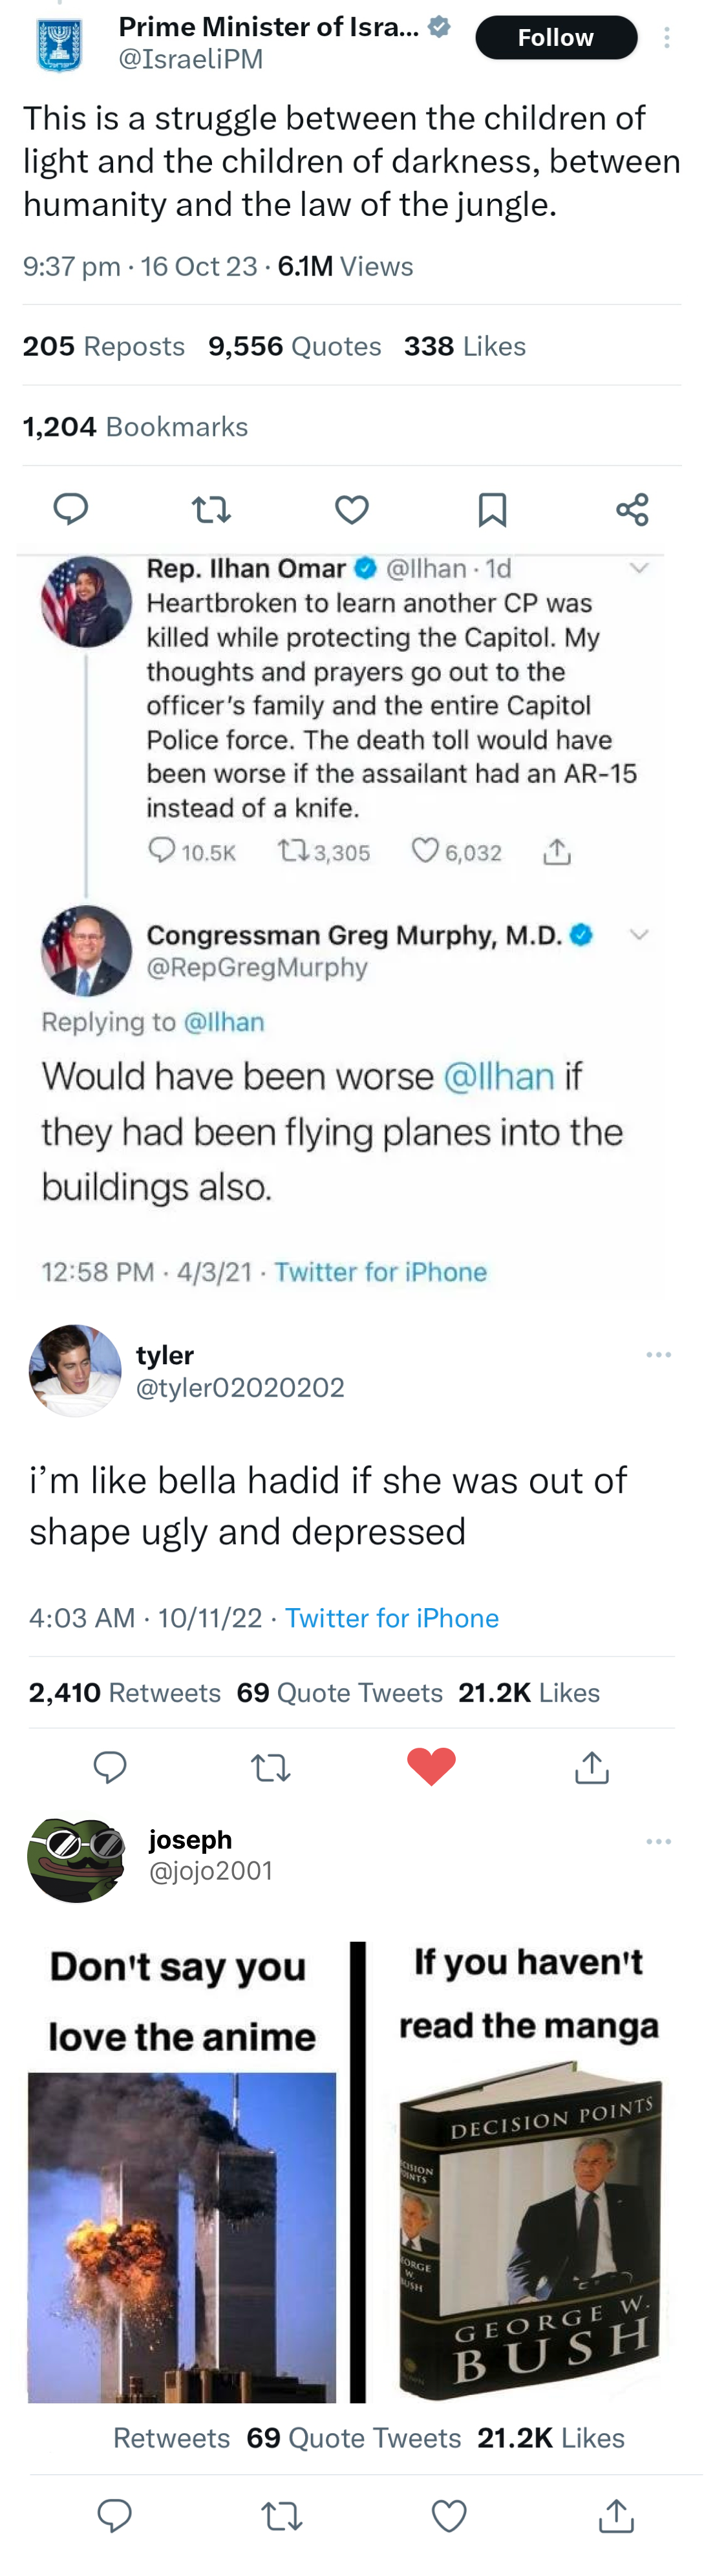 Prime Minister of Isra...
Follow
@IsraeliPM
This is a struggle between the children of
light and the children of darkness, between
humanity and the law of the jungle.
9:37 pm · 16 Oct 23 · 6.1M Views
205 Reposts 9,556 Quotes 338 Likes
1,204 Bookmarks
Rep. Ilhan Omar @Ilhan · 1d
Heartbroken to learn another CP was
killed while protecting the Capitol. My
thoughts and prayers go out to the
officer's family and the entire Capitol
Police force. The death toll would have
been worse if the assailant had an AR-15
instead of a knife.
10.5K 3,305 6,032
Congressman Greg Murphy, M.D.
@RepGregMurphy
Replying to @Ilhan
Would have been worse @Ilhan if
they had been flying planes into the
buildings also.
12:58 PM · 4/3/21 · Twitter for iPhone
tyler
@tyler02020202
i'm like bella hadid if she was out of
shape ugly and depressed
4:03 AM · 10/11/22 · Twitter for iPhone
2,410 Retweets 69 Quote Tweets 21.2K Likes
joseph
@jojo2001
Don't say you
love the anime
If you haven't
read the manga
DECISION POINTS
GEORGE W.
BUSH
Retweets 69 Quote Tweets 21.2K Likes